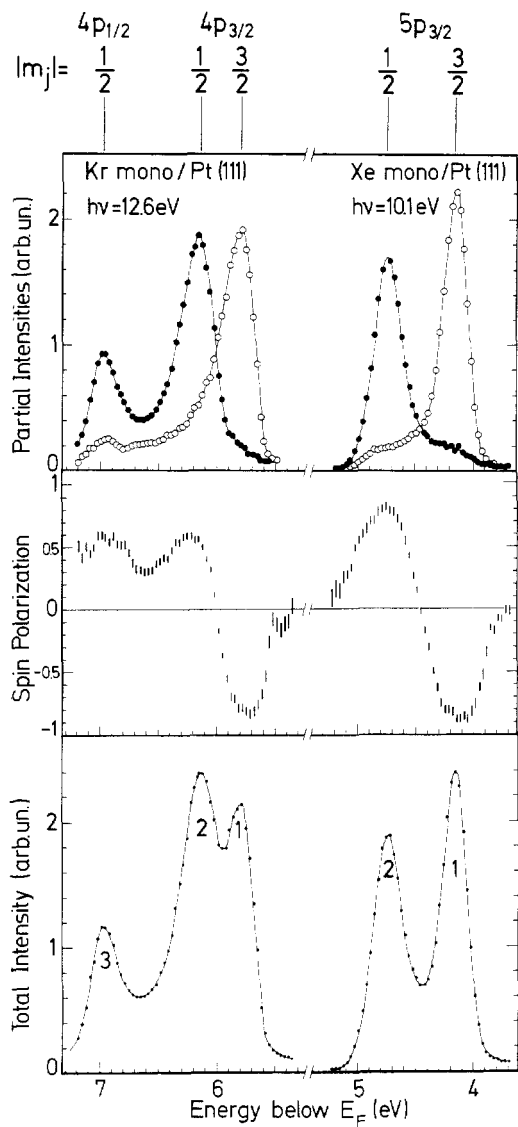 4p1/2 4p3/2 5p3/2
|mj|= 1/2 1/2 3/2 1/2 3/2
Kr mono/Pt (111) Xe mono/Pt(111)
hν=12.6eV hν=10.1eV
Partial Intensities (arb.un.)
2
1
0
Spin Polarization
05
0
-0.5
-1
Total Intensity (arb.un.)
2
1
0
3
2
1
2
1
7 6 5 4
Energy below EF (eV)